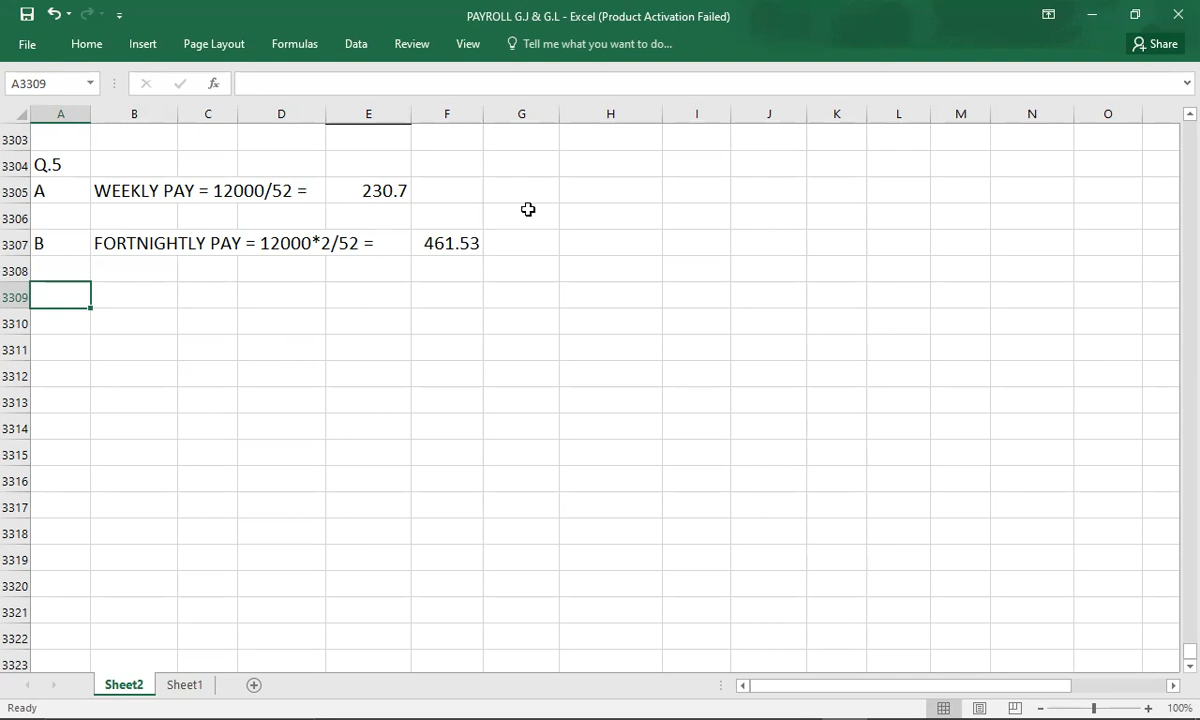 PAYROLL G.J & G.L - Excel (Product Activation Failed)
File Home Insert Page Layout Formulas Data Review View Tell me what you want to do... Share
A3309 fx
A B C D E F G H I J K L M N O
3303
3304 Q.5
3305 A WEEKLY PAY = 12000/52 = 230.7
3306
3307 B FORTNIGHTLY PAY = 12000*2/52 = 461.53
3308
3309
3310
3311
3312
3313
3314
3315
3316
3317
3318
3319
3320
3321
3322
3323
Sheet2 Sheet1
Ready 100%